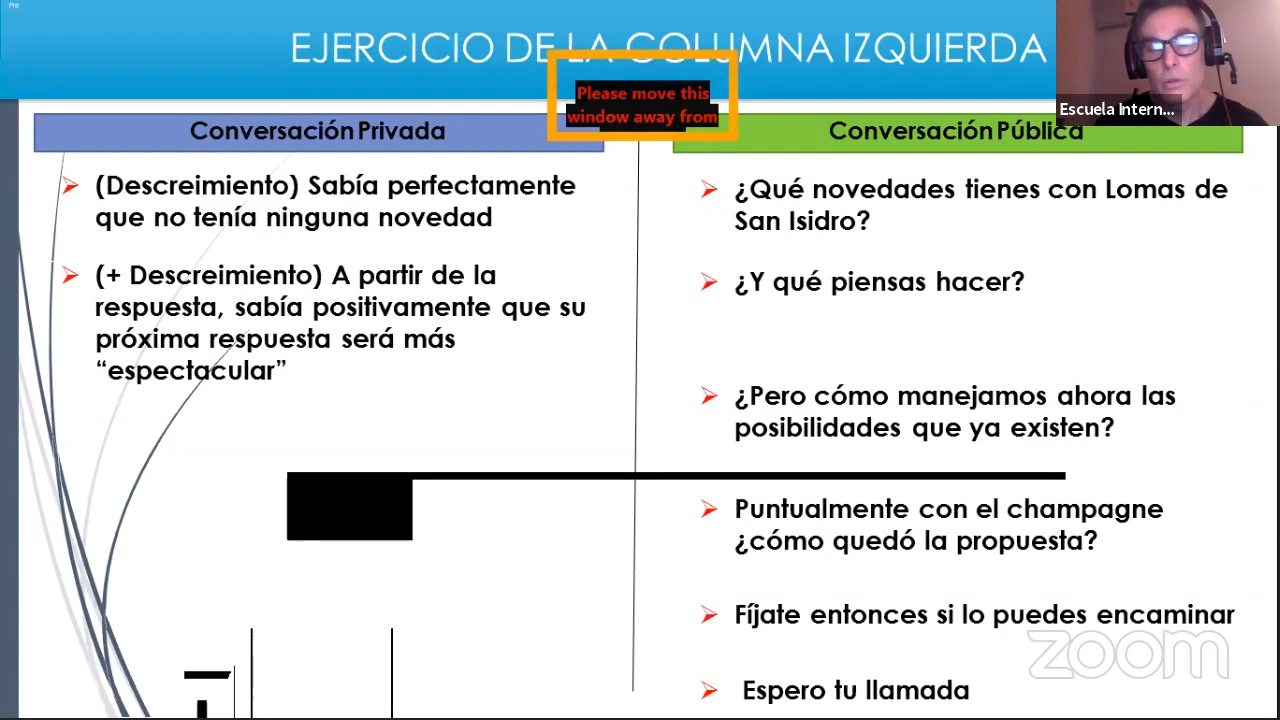 Pro
EJERCICIO DE LA COLUMNA IZQUIERDA
Please move this
window away from
Escuela Intern...
Conversación Privada
Conversación Pública
(Descreimiento) Sabía perfectamente
que no tenía ninguna novedad
(+ Descreimiento) A partir de la
respuesta, sabía positivamente que su
próxima respuesta será más
“espectacular”
¿Qué novedades tienes con Lomas de
San Isidro?
¿Y qué piensas hacer?
¿Pero cómo manejamos ahora las
posibilidades que ya existen?
Puntualmente con el champagne
¿cómo quedó la propuesta?
Fíjate entonces si lo puedes encaminar
Espero tu llamada
zoom